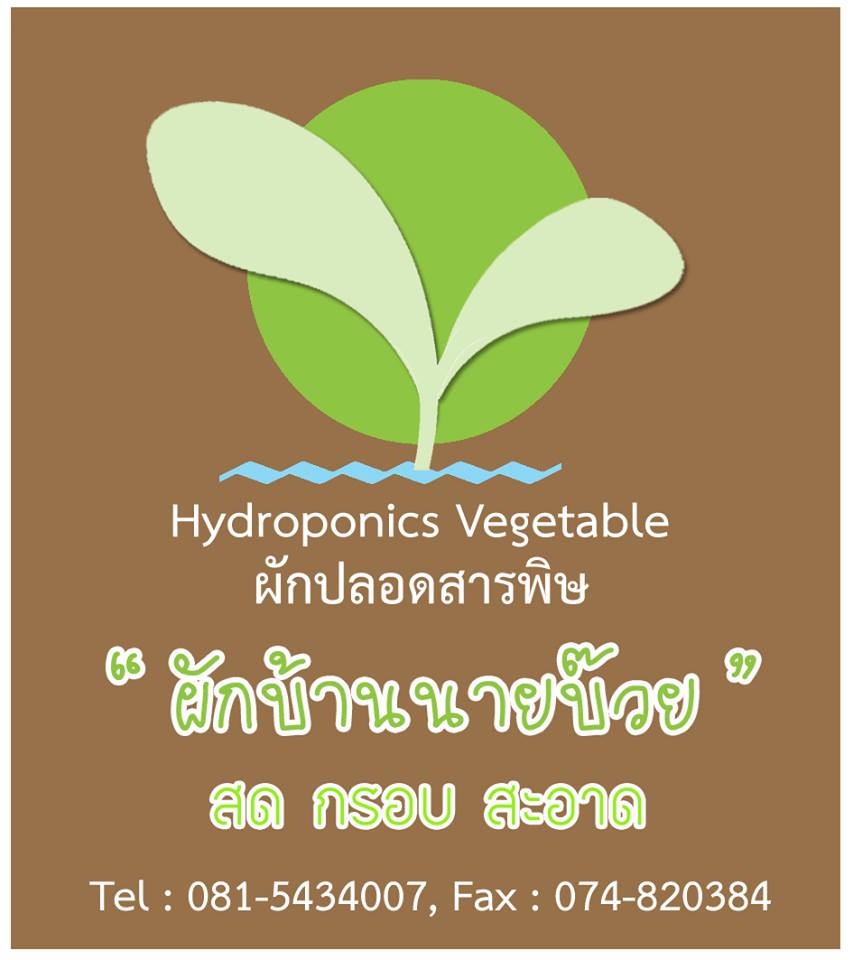 Hydroponics Vegetable
ผักปลอดสารพิษ
“ ผักบ้านนายบ๊วย ”
สด กรอบ สะอาด
Tel : 081-5434007, Fax : 074-820384